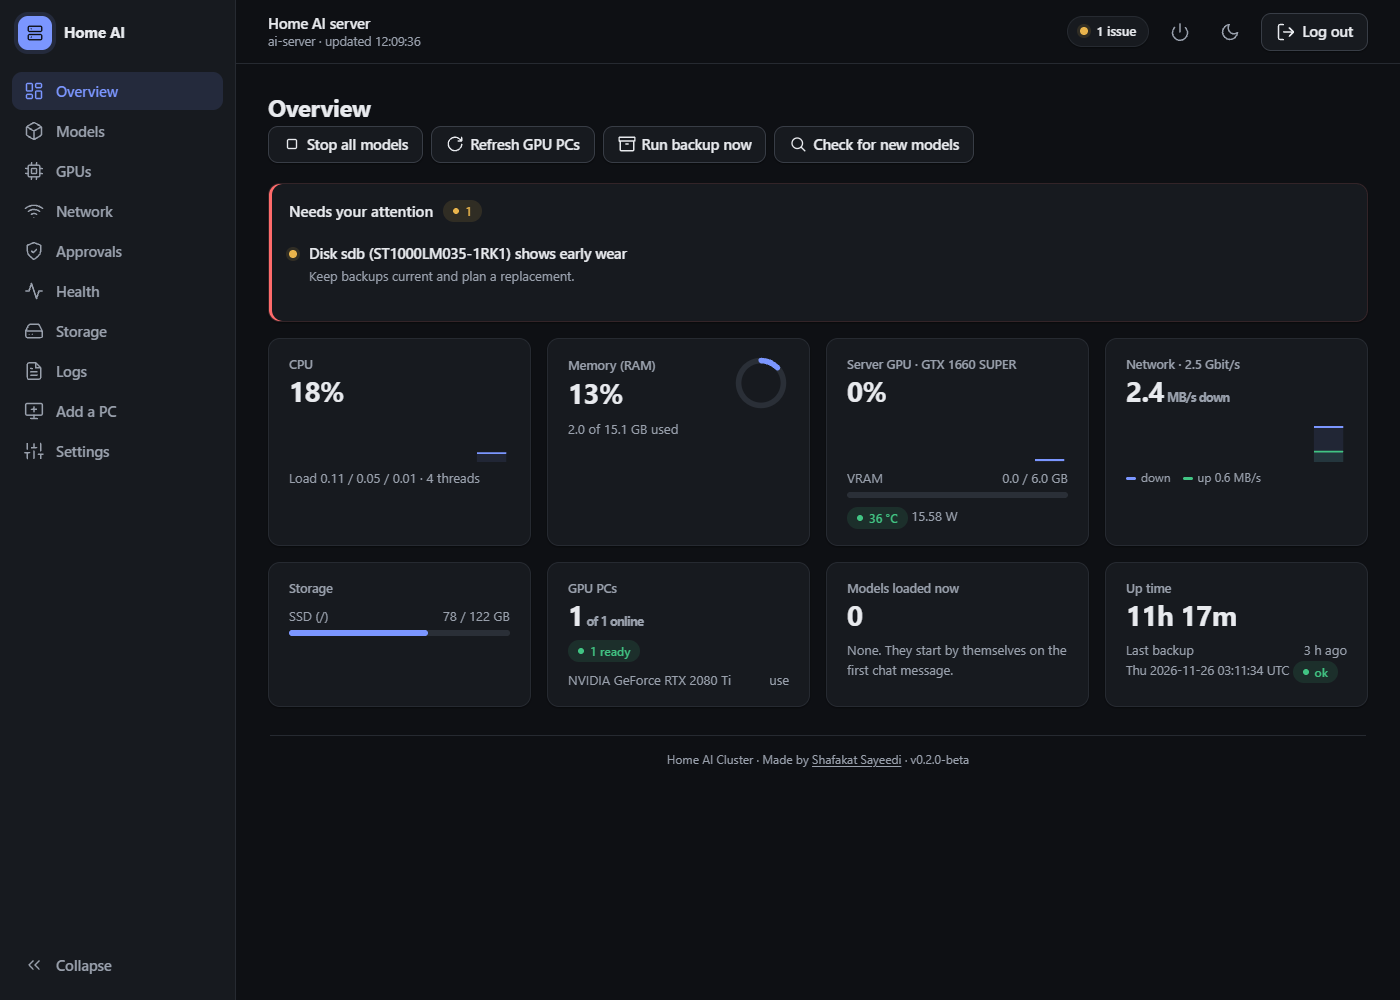 Home AI
Overview
Models
GPUs
Network
Approvals
Health
Storage
Logs
Add a PC
Settings
Collapse
Home AI server
ai-server · updated 12:09:36
1 issue
Log out
Overview
Stop all models
Refresh GPU PCs
Run backup now
Check for new models
Needs your attention 1
Disk sdb (ST1000LM035-1RK1) shows early wear
Keep backups current and plan a replacement.
CPU
18%
Load 0.11 / 0.05 / 0.01 · 4 threads
Memory (RAM)
13%
2.0 of 15.1 GB used
Server GPU · GTX 1660 SUPER
0%
VRAM 0.0 / 6.0 GB
36 °C 15.58 W
Network · 2.5 Gbit/s
2.4 MB/s down
down up 0.6 MB/s
Storage
SSD (/) 78 / 122 GB
GPU PCs
1 of 1 online
1 ready
NVIDIA GeForce RTX 2080 Ti use
Models loaded now
0
None. They start by themselves on the
first chat message.
Up time
11h 17m
Last backup 3 h ago
Thu 2026-11-26 03:11:34 UTC ok
Home AI Cluster · Made by Shafakat Sayeedi · v0.2.0-beta